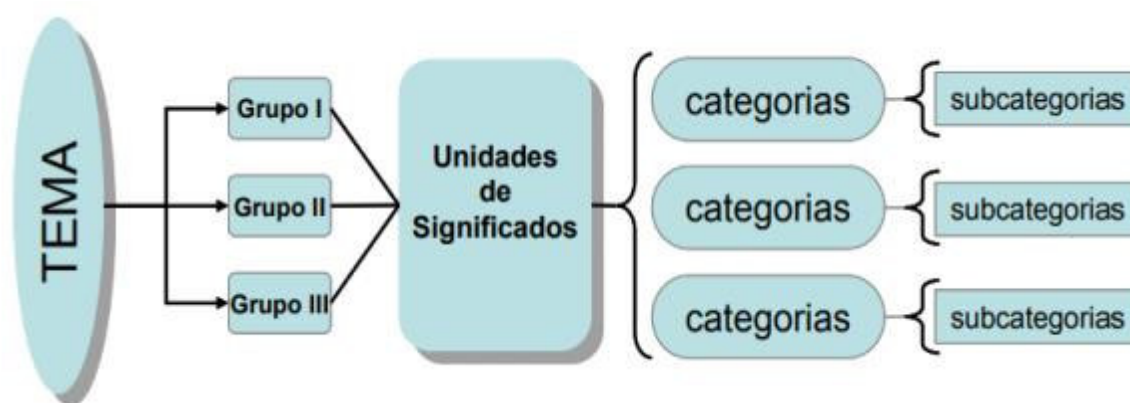 TEMA
Grupo I
Grupo II
Grupo III
Unidades
de
Significados
categorias
subcategorias
categorias
subcategorias
categorias
subcategorias